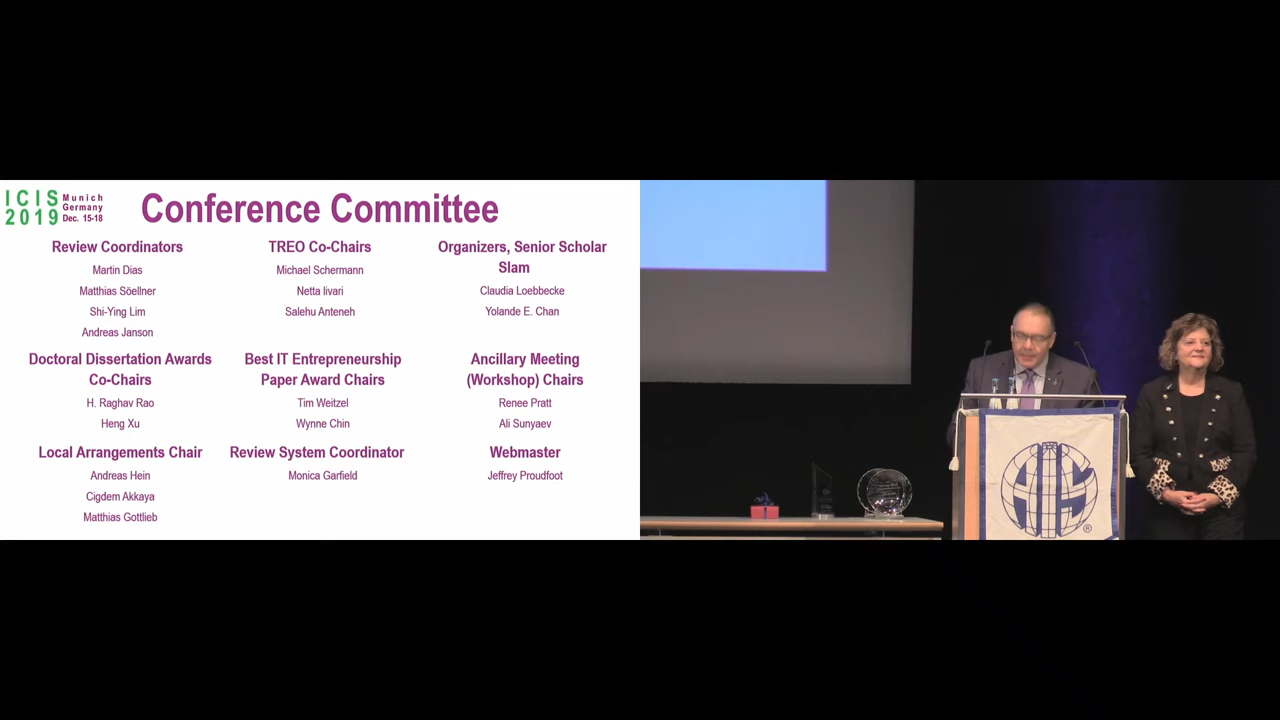 ICIS
2019
Munich
Germany
Dec. 15-18
Conference Committee
Review Coordinators
Martin Dias
Matthias Söellner
Shi-Ying Lim
Andreas Janson
TREO Co-Chairs
Michael Schermann
Netta Iivari
Salehu Anteneh
Organizers, Senior Scholar
Slam
Claudia Loebbecke
Yolande E. Chan
Doctoral Dissertation Awards
Co-Chairs
H. Raghav Rao
Heng Xu
Best IT Entrepreneurship
Paper Award Chairs
Tim Weitzel
Wynne Chin
Ancillary Meeting
(Workshop) Chairs
Renee Pratt
Ali Sunyaev
Local Arrangements Chair
Andreas Hein
Cigdem Akkaya
Matthias Gottlieb
Review System Coordinator
Monica Garfield
Webmaster
Jeffrey Proudfoot
AIS
®